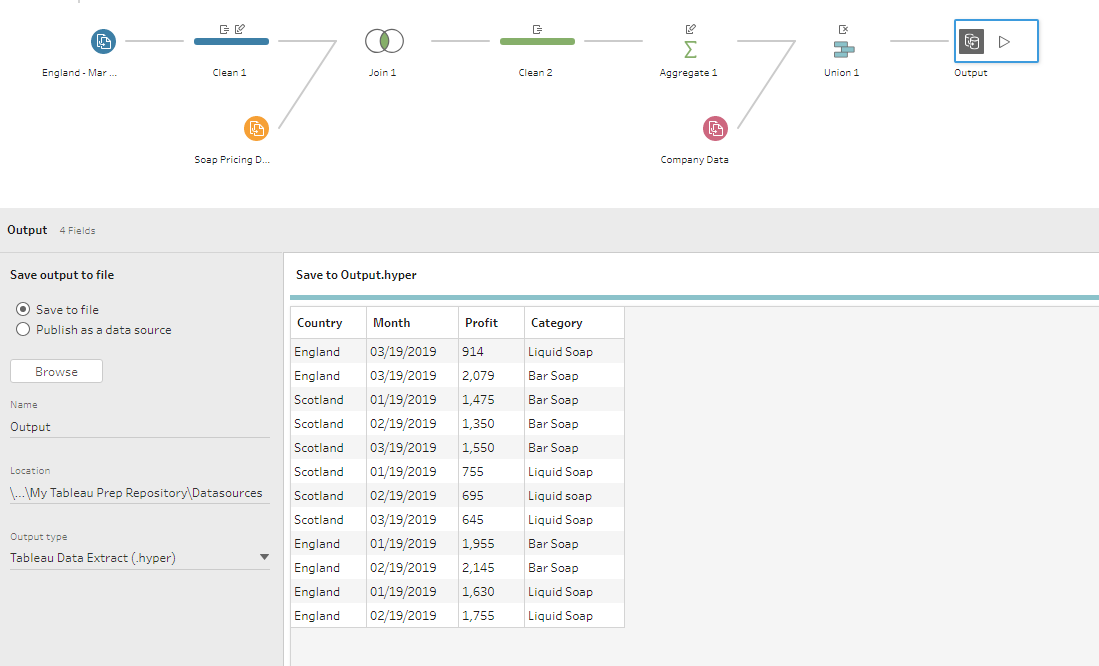 England - Mar ...
Clean 1
Join 1
Clean 2
Aggregate 1
Union 1
Output
Soap Pricing D...
Company Data
Output 4 Fields
Save output to file
Save to file
Publish as a data source
Browse
Name
Output
Location
\...\My Tableau Prep Repository\Datasources
Output type
Tableau Data Extract (.hyper)
Save to Output.hyper
Country Month Profit Category
England 03/19/2019 914 Liquid Soap
England 03/19/2019 2,079 Bar Soap
Scotland 01/19/2019 1,475 Bar Soap
Scotland 02/19/2019 1,350 Bar Soap
Scotland 03/19/2019 1,550 Bar Soap
Scotland 01/19/2019 755 Liquid Soap
Scotland 02/19/2019 695 Liquid soap
Scotland 03/19/2019 645 Liquid Soap
England 01/19/2019 1,955 Bar Soap
England 02/19/2019 2,145 Bar Soap
England 01/19/2019 1,630 Liquid Soap
England 02/19/2019 1,755 Liquid Soap